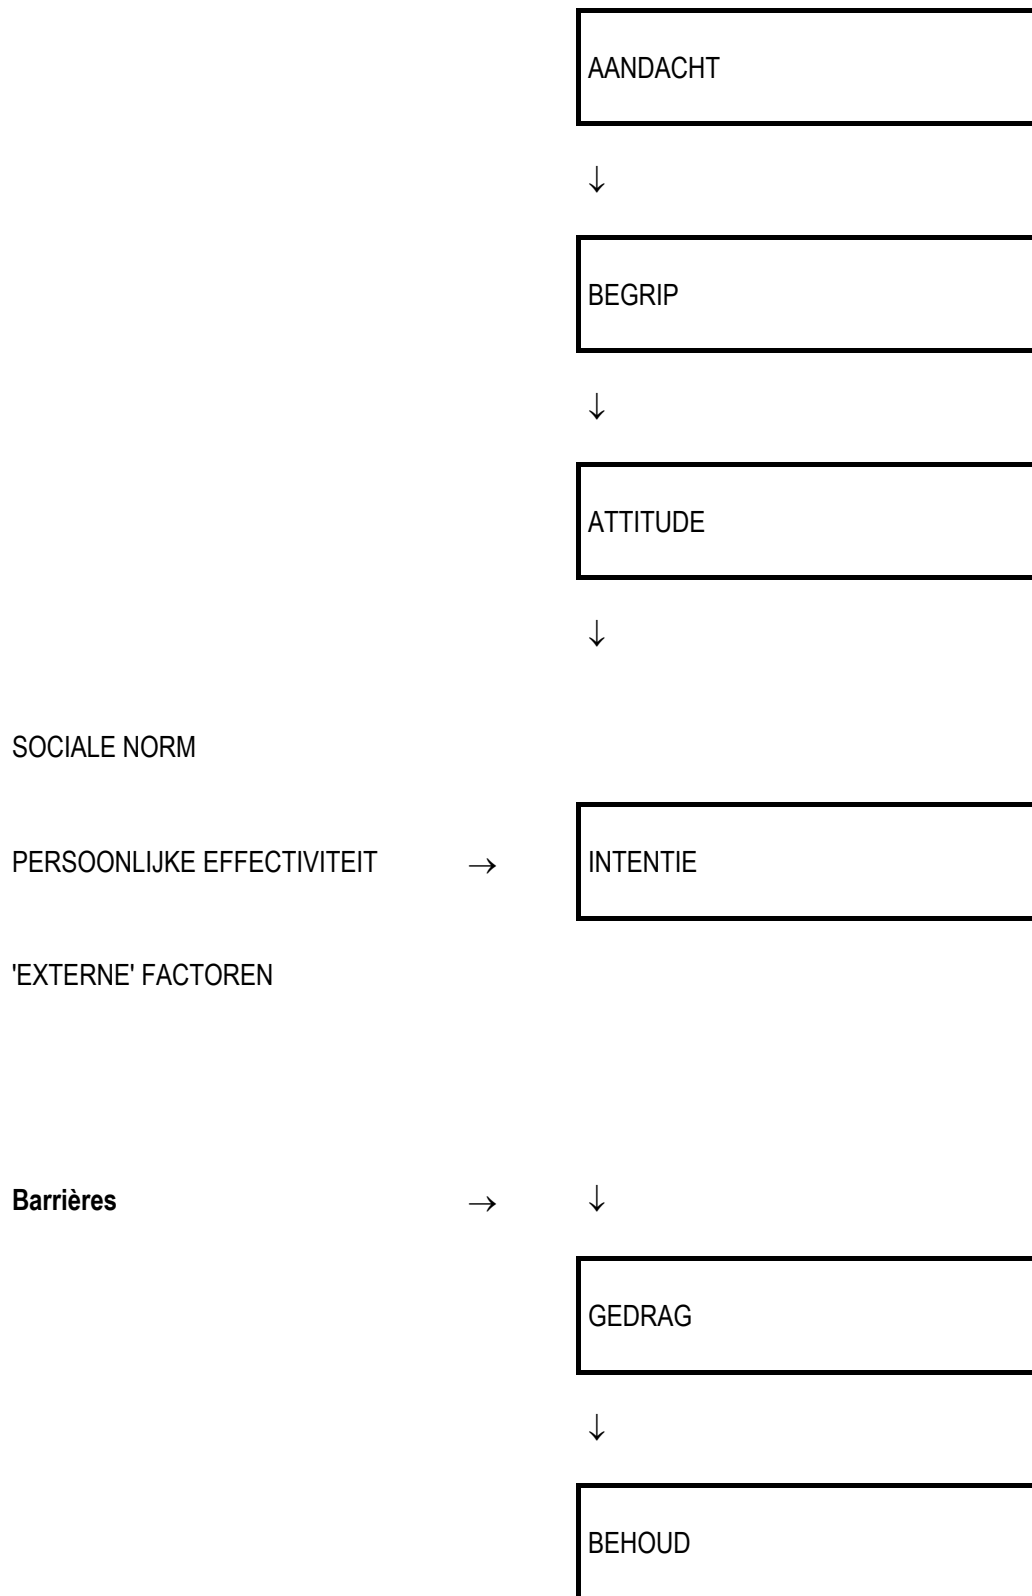 AANDACHT
↓
BEGRIP
↓
ATTITUDE
↓
SOCIALE NORM
PERSOONLIJKE EFFECTIVITEIT → INTENTIE
'EXTERNE' FACTOREN
Barrières → ↓
GEDRAG
↓
BEHOUD